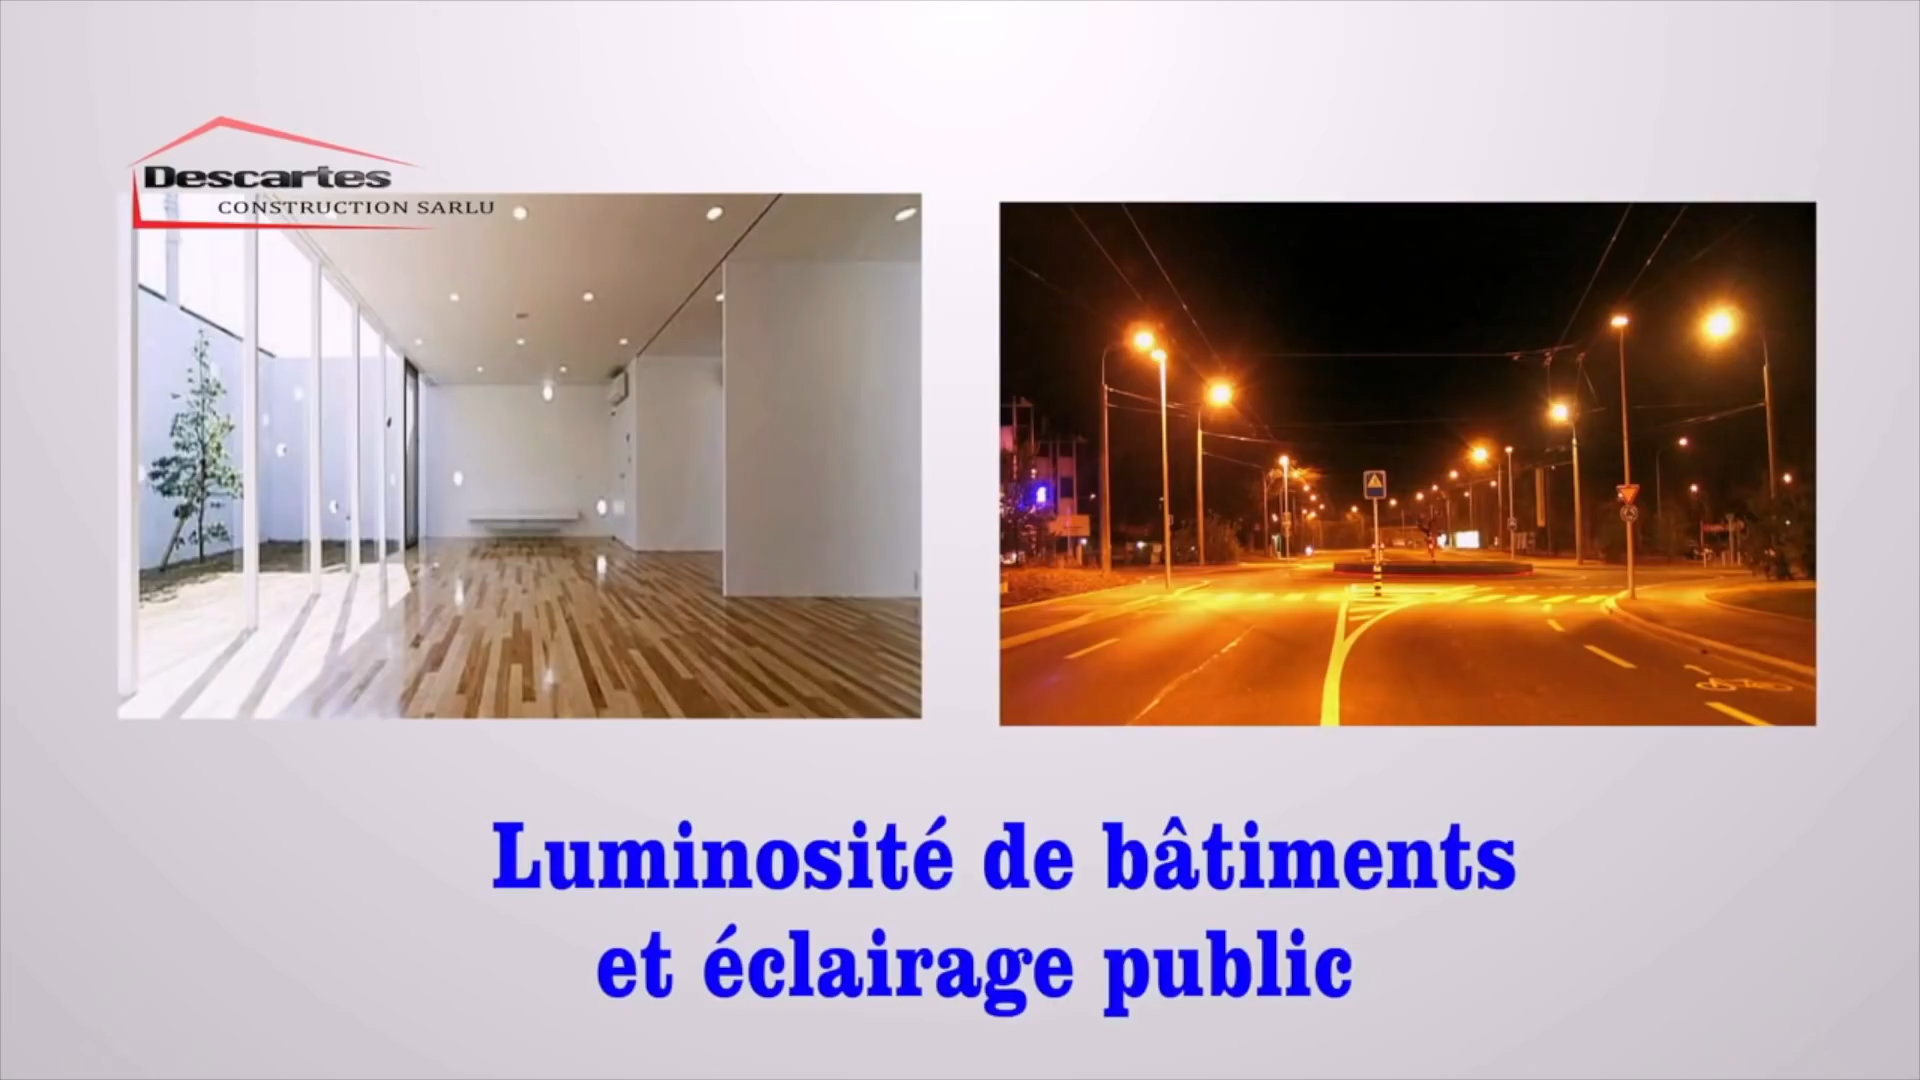 Descartes
CONSTRUCTION SARLU
Luminosité de bâtiments
et éclairage public